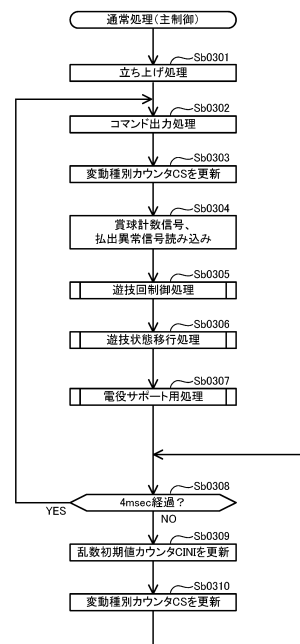 通常処理(主制御)
Sb0301
立ち上げ処理
Sb0302
コマンド出力処理
Sb0303
変動種別カウンタCSを更新
Sb0304
賞球計数信号、
払出異常信号読み込み
Sb0305
遊技回制御処理
Sb0306
遊技状態移行処理
Sb0307
電役サポート用処理
Sb0308
4msec経過?
YES
NO
Sb0309
乱数初期値カウンタCINIを更新
Sb0310
変動種別カウンタCSを更新